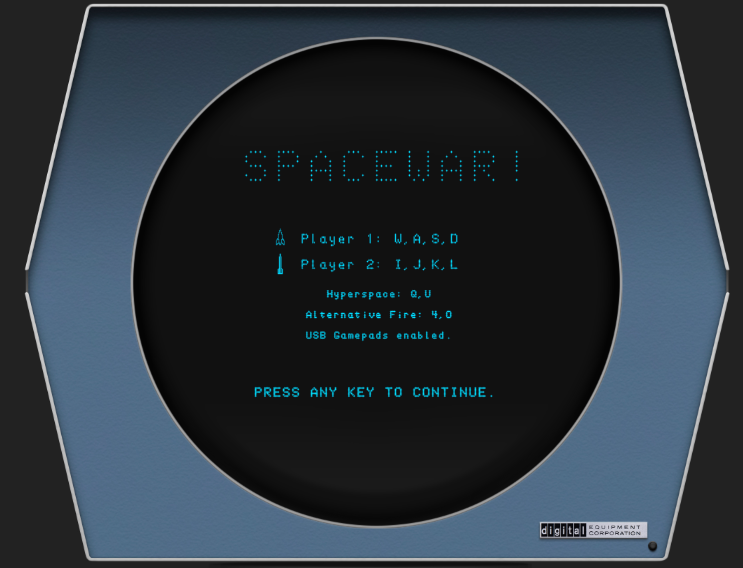 SPACEWAR!
Player 1: W,A,S,D
Player 2: I,J,K,L
Hyperspace: Q,U
Alternative Fire: 4,0
USB Gamepads enabled.
PRESS ANY KEY TO CONTINUE.
digital EQUIPMENT
CORPORATION